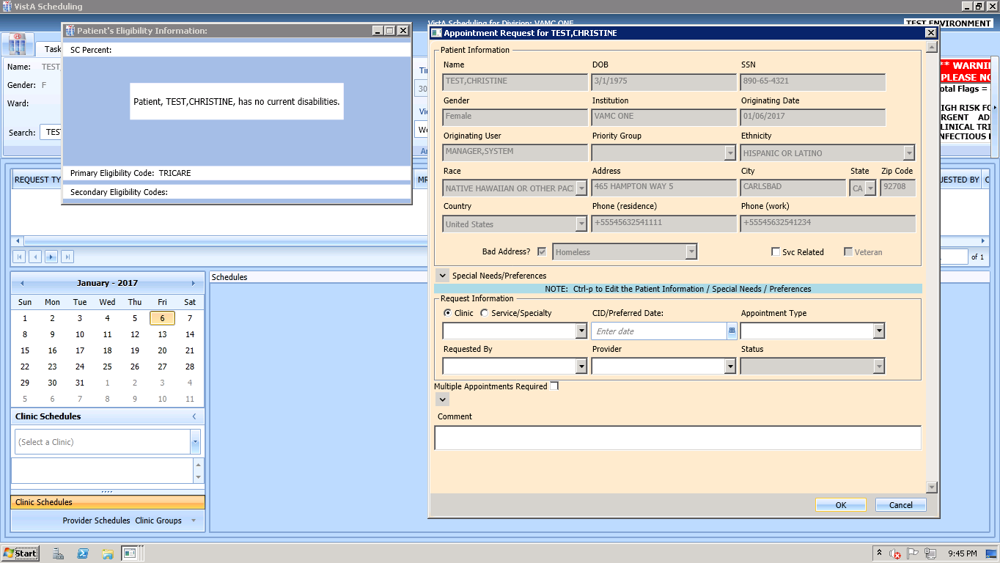 VistA Scheduling
VistA Scheduling for Division: VAMC ONE
TEST ENVIRONMENT
Task
Name: TEST,
Gender: F
Ward:
Search: TEST
30
** WARNI
PLEASE NO
otal Flags =
IGH RISK FO
RGENT AD
LINICAL TRI
NFECTIOUS
REQUEST TY
MR
UESTED BY
of 1
Patient's Eligibility Information:
SC Percent:
Patient, TEST,CHRISTINE, has no current disabilities.
Primary Eligibility Code: TRICARE
Secondary Eligibility Codes:
January - 2017
Sun Mon Tue Wed Thu Fri Sat
1 2 3 4 5 6 7
8 9 10 11 12 13 14
15 16 17 18 19 20 21
22 23 24 25 26 27 28
29 30 31 1 2 3 4
5 6 7 8 9 10 11
Clinic Schedules
(Select a Clinic)
Clinic Schedules
Provider Schedules Clinic Groups
Schedules
Appointment Request for TEST,CHRISTINE
Patient Information
Name DOB SSN
TEST,CHRISTINE 3/1/1975 890-65-4321
Gender Institution Originating Date
Female VAMC ONE 01/06/2017
Originating User Priority Group Ethnicity
MANAGER,SYSTEM HISPANIC OR LATINO
Race Address City State Zip Code
NATIVE HAWAIIAN OR OTHER PAC 465 HAMPTON WAY 5 CARLSBAD CA 92708
Country Phone (residence) Phone (work)
United States +55545632541111 +55545632541234
Bad Address? Homeless Svc Related Veteran
Special Needs/Preferences
NOTE: Ctrl-p to Edit the Patient Information / Special Needs / Preferences
Request Information
Clinic Service/Specialty CID/Preferred Date: Appointment Type
Enter date
Requested By Provider Status
Multiple Appointments Required
Comment
OK Cancel
Start
9:45 PM